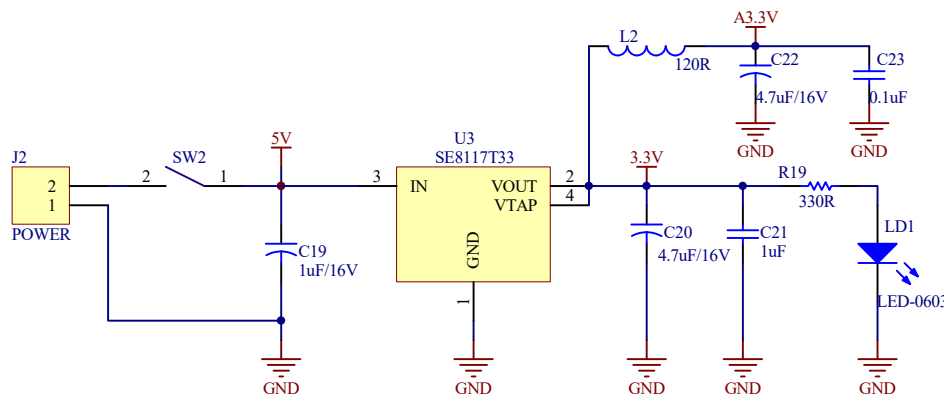 A3.3V
L2
120R
C22
4.7uF/16V
C23
0.1uF
GND
GND
J2
2
1
POWER
SW2
2
1
5V
C19
1uF/16V
GND
U3
SE8117T33
3
IN
VOUT
VTAP
GND
2
4
1
GND
3.3V
C20
4.7uF/16V
GND
C21
1uF
GND
R19
330R
LD1
LED-0603
GND